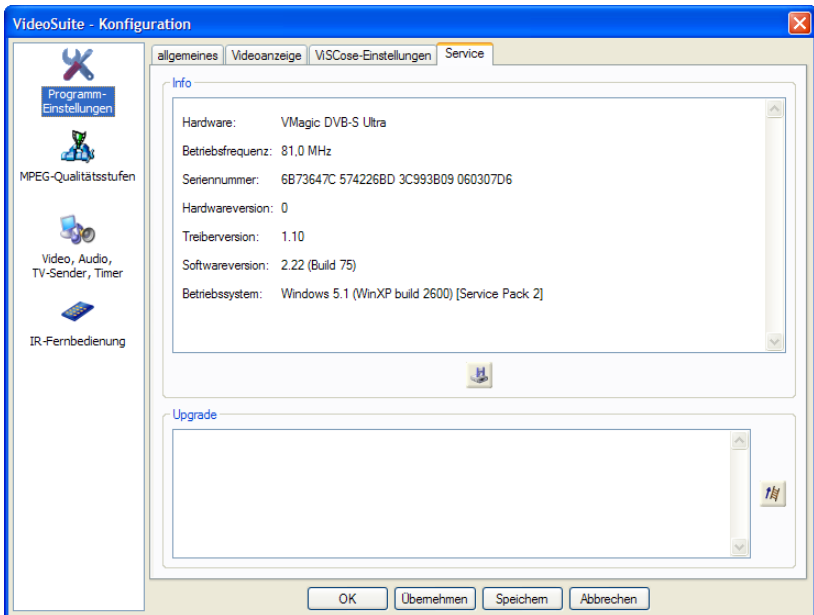 VideoSuite - Konfiguration
Programm-
Einstellungen
MPEG-Qualitätsstufen
Video, Audio,
TV-Sender, Timer
IR-Fernbedienung
allgemeines Videoanzeige ViSCose-Einstellungen Service
Info
Hardware: VMagic DVB-S Ultra
Betriebsfrequenz: 81,0 MHz
Seriennummer: 6B73647C 574226BD 3C993B09 060307D6
Hardwareversion: 0
Treiberversion: 1.10
Softwareversion: 2.22 (Build 75)
Betriebssystem: Windows 5.1 (WinXP build 2600) [Service Pack 2]
Upgrade
OK Übernehmen Speichern Abbrechen